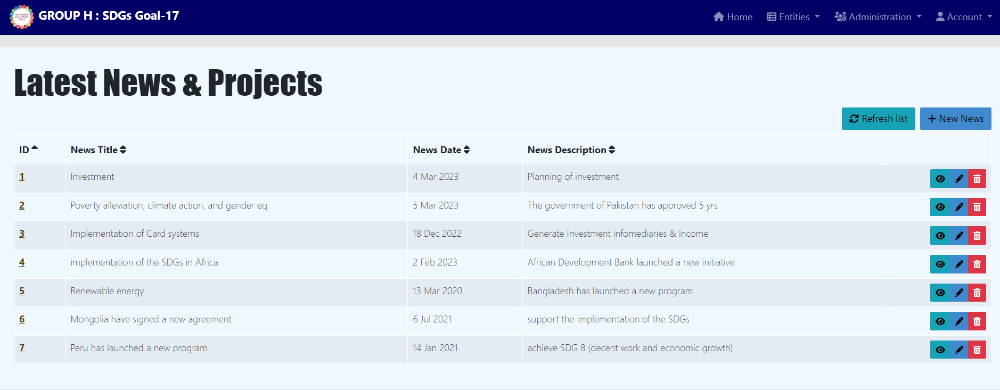 SUSTAINABLE
DEVELOPMENT
GOALS
GROUP H : SDGs Goal-17
Home
Entities
Administration
Account
Latest News & Projects
Refresh list
New News
ID News Title News Date News Description
1 Investment 4 Mar 2023 Planning of investment
2 Poverty alleviation, climate action, and gender eq 5 Mar 2023 The government of Pakistan has approved 5 yrs
3 Implementation of Card systems 18 Dec 2022 Generate Investment infomediaries & Income
4 implementation of the SDGs in Africa 2 Feb 2023 African Development Bank launched a new initiative
5 Renewable energy 13 Mar 2020 Bangladesh has launched a new program
6 Mongolia have signed a new agreement 6 Jul 2021 support the implementation of the SDGs
7 Peru has launched a new program 14 Jan 2021 achieve SDG 8 (decent work and economic growth)